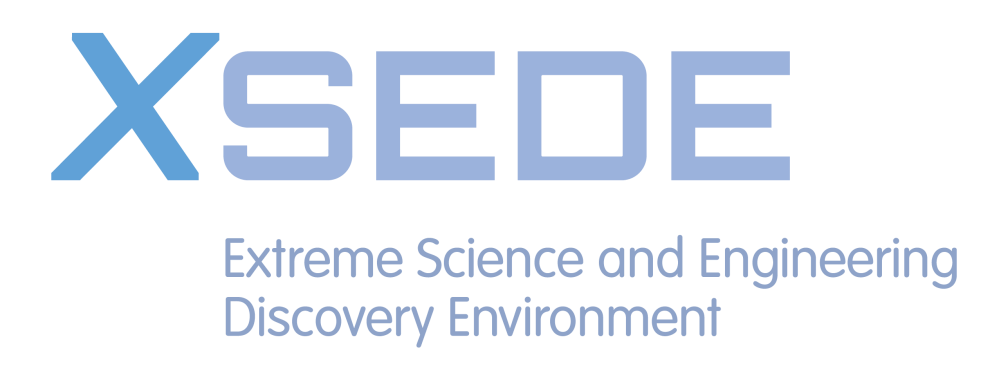 XSEDE
Extreme Science and Engineering
Discovery Environment